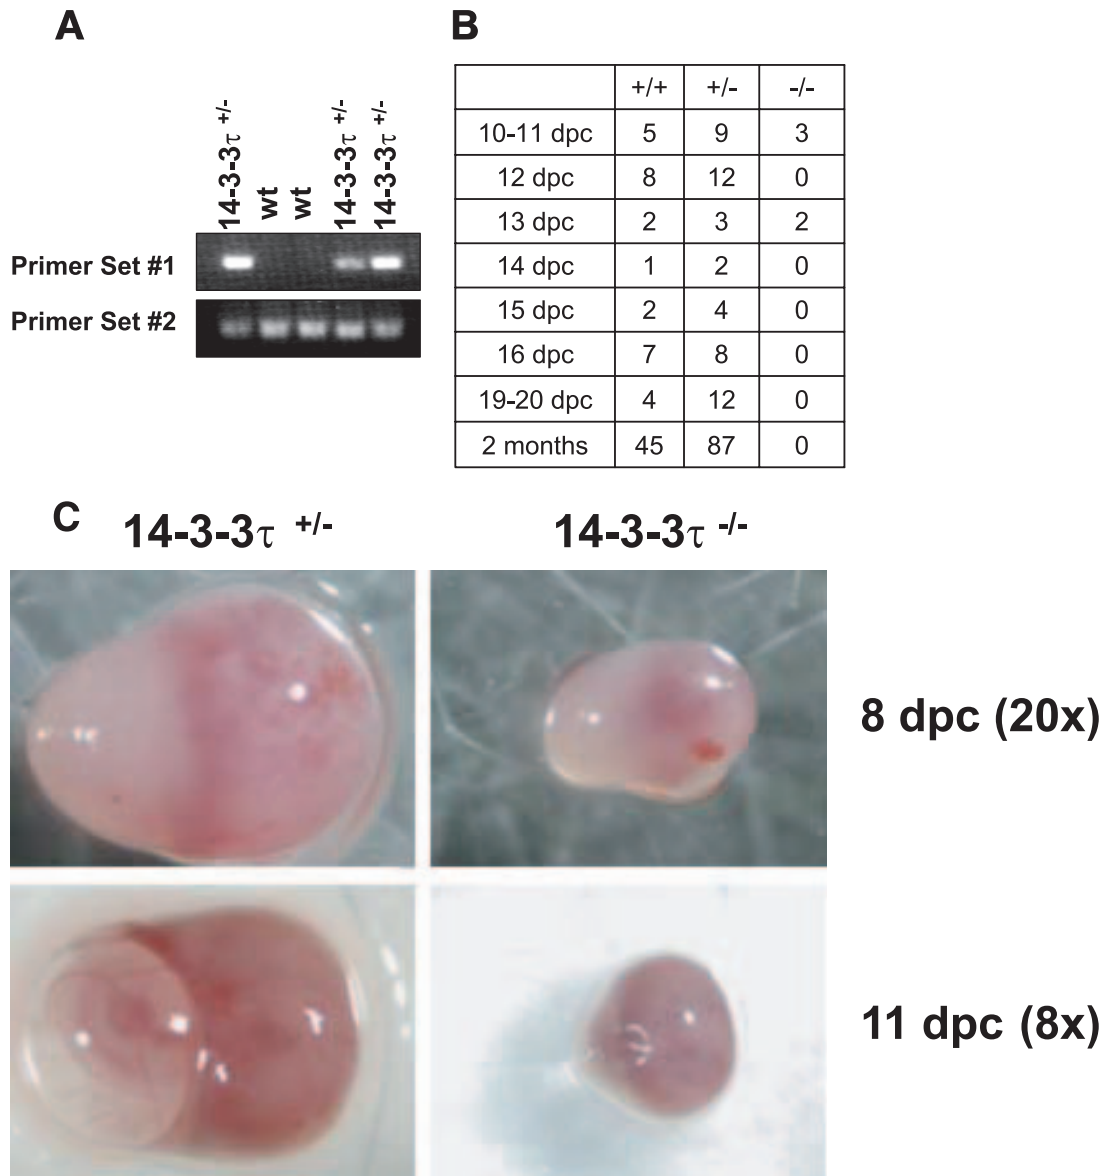 A
14-3-3τ +/-
wt
wt
14-3-3τ +/-
14-3-3τ +/-
Primer Set #1
Primer Set #2
B
+/+ +/- -/-
10-11 dpc 5 9 3
12 dpc 8 12 0
13 dpc 2 3 2
14 dpc 1 2 0
15 dpc 2 4 0
16 dpc 7 8 0
19-20 dpc 4 12 0
2 months 45 87 0
C
14-3-3τ +/- 14-3-3τ -/-
8 dpc (20x)
11 dpc (8x)